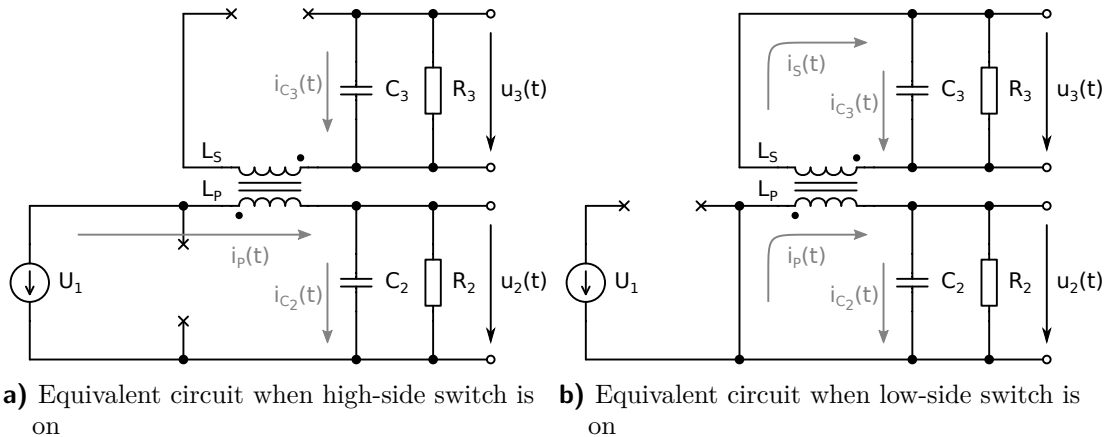 i_C3(t)
C_3
R_3
u_3(t)
L_S
L_P
i_P(t)
U_1
i_C2(t)
C_2
R_2
u_2(t)
a) Equivalent circuit when high-side switch is
on
i_S(t)
i_C3(t)
C_3
R_3
u_3(t)
L_S
L_P
i_P(t)
U_1
i_C2(t)
C_2
R_2
u_2(t)
b) Equivalent circuit when low-side switch is
on